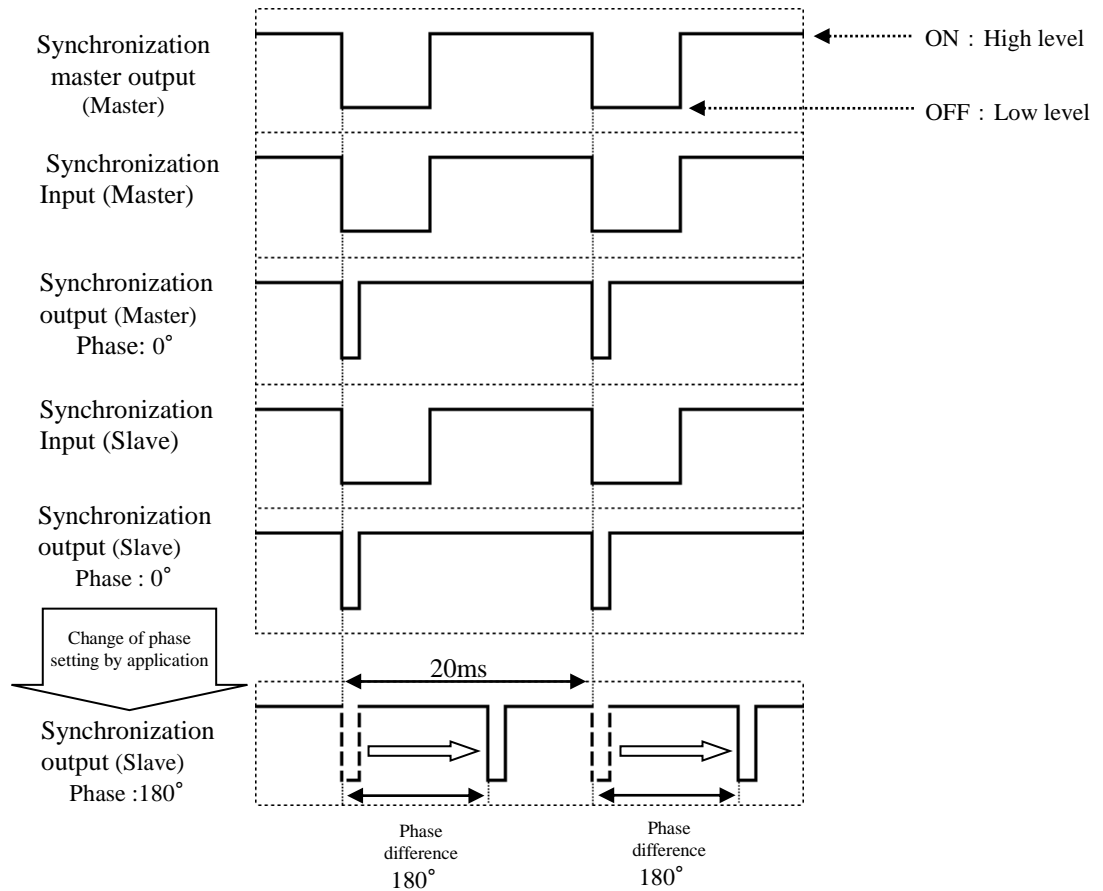 Synchronization
master output
(Master)
ON : High level
OFF : Low level
Synchronization
Input (Master)
Synchronization
output (Master)
Phase: 0°
Synchronization
Input (Slave)
Synchronization
output (Slave)
Phase : 0°
Change of phase
setting by application
20ms
Synchronization
output (Slave)
Phase :180°
Phase
difference
180°
Phase
difference
180°